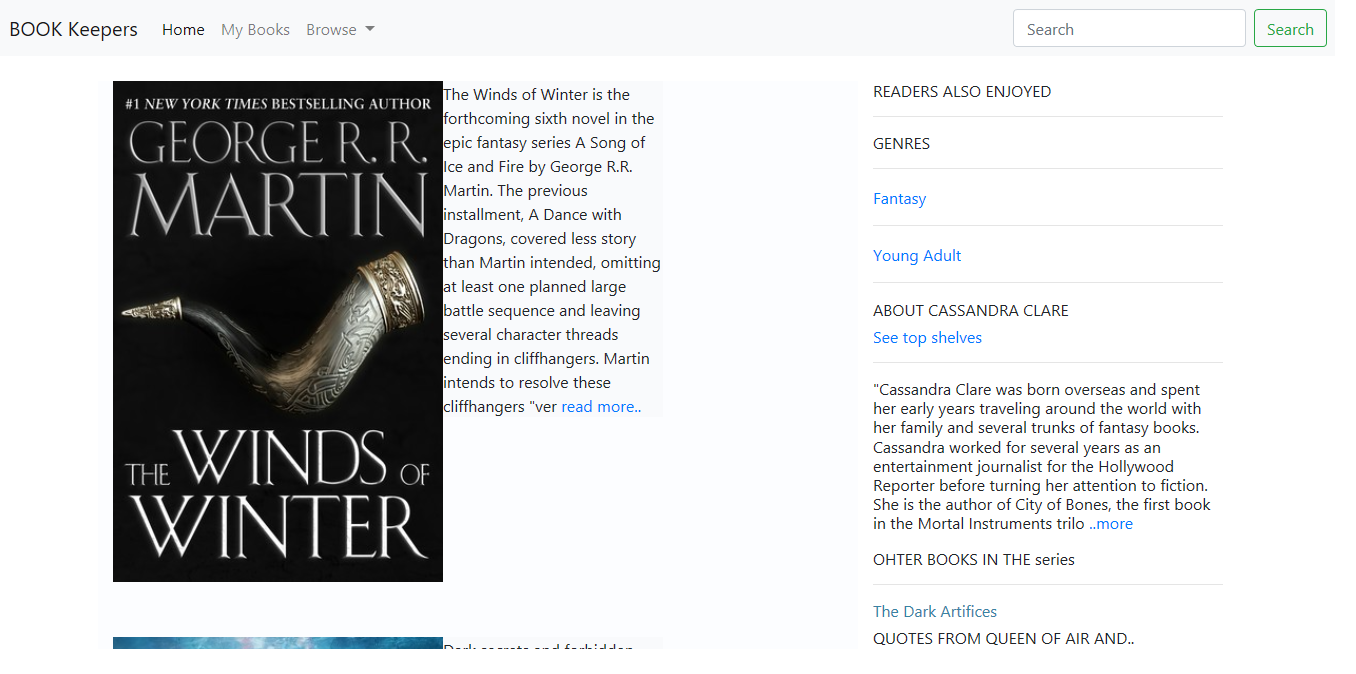 BOOK Keepers Home My Books Browse Search Search
#1 NEW YORK TIMES BESTSELLING AUTHOR
GEORGE R. R.
MARTIN
THE WINDS OF
WINTER
The Winds of Winter is the
forthcoming sixth novel in the
epic fantasy series A Song of
Ice and Fire by George R.R.
Martin. The previous
installment, A Dance with
Dragons, covered less story
than Martin intended, omitting
at least one planned large
battle sequence and leaving
several character threads
ending in cliffhangers. Martin
intends to resolve these
cliffhangers "ver read more..
Dark secrets and forbidden
READERS ALSO ENJOYED
GENRES
Fantasy
Young Adult
ABOUT CASSANDRA CLARE
See top shelves
"Cassandra Clare was born overseas and spent
her early years traveling around the world with
her family and several trunks of fantasy books.
Cassandra worked for several years as an
entertainment journalist for the Hollywood
Reporter before turning her attention to fiction.
She is the author of City of Bones, the first book
in the Mortal Instruments trilo ..more
OHTER BOOKS IN THE series
The Dark Artifices
QUOTES FROM QUEEN OF AIR AND..